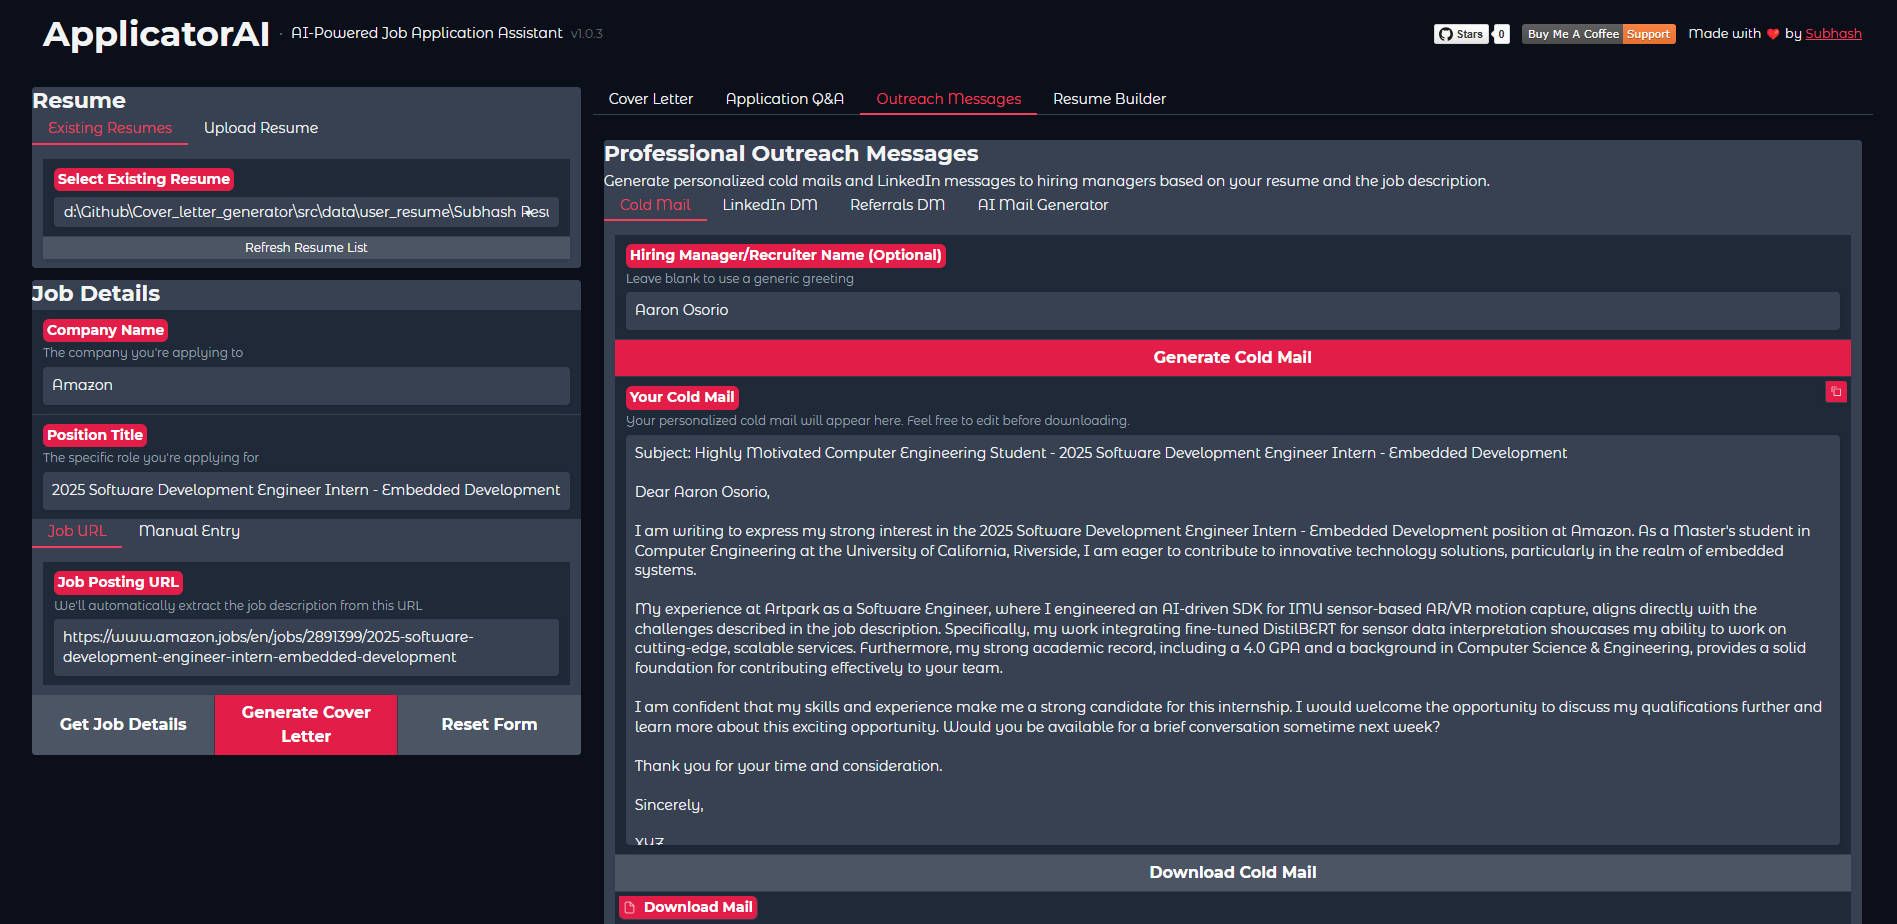 ApplicatorAI · AI-Powered Job Application Assistant v1.0.3
Stars 0 Buy Me A Coffee Support Made with ❤ by Subhash
Resume
Existing Resumes Upload Resume
Select Existing Resume
d:\Github\Cover_letter_generator\src\data\user_resume\Subhash Resu
Refresh Resume List
Job Details
Company Name
The company you're applying to
Amazon
Position Title
The specific role you're applying for
2025 Software Development Engineer Intern - Embedded Development
Job URL Manual Entry
Job Posting URL
We'll automatically extract the job description from this URL
https://www.amazon.jobs/en/jobs/2891399/2025-software-
development-engineer-intern-embedded-development
Get Job Details
Generate Cover
Letter
Reset Form
Cover Letter Application Q&A Outreach Messages Resume Builder
Professional Outreach Messages
Generate personalized cold mails and LinkedIn messages to hiring managers based on your resume and the job description.
Cold Mail LinkedIn DM Referrals DM AI Mail Generator
Hiring Manager/Recruiter Name (Optional)
Leave blank to use a generic greeting
Aaron Osorio
Generate Cold Mail
Your Cold Mail
Your personalized cold mail will appear here. Feel free to edit before downloading.
Subject: Highly Motivated Computer Engineering Student - 2025 Software Development Engineer Intern - Embedded Development
Dear Aaron Osorio,
I am writing to express my strong interest in the 2025 Software Development Engineer Intern - Embedded Development position at Amazon. As a Master's student in
Computer Engineering at the University of California, Riverside, I am eager to contribute to innovative technology solutions, particularly in the realm of embedded
systems.
My experience at Artpark as a Software Engineer, where I engineered an AI-driven SDK for IMU sensor-based AR/VR motion capture, aligns directly with the
challenges described in the job description. Specifically, my work integrating fine-tuned DistilBERT for sensor data interpretation showcases my ability to work on
cutting-edge, scalable services. Furthermore, my strong academic record, including a 4.0 GPA and a background in Computer Science & Engineering, provides a solid
foundation for contributing effectively to your team.
I am confident that my skills and experience make me a strong candidate for this internship. I would welcome the opportunity to discuss my qualifications further and
learn more about this exciting opportunity. Would you be available for a brief conversation sometime next week?
Thank you for your time and consideration.
Sincerely,
XYZ
Download Cold Mail
Download Mail